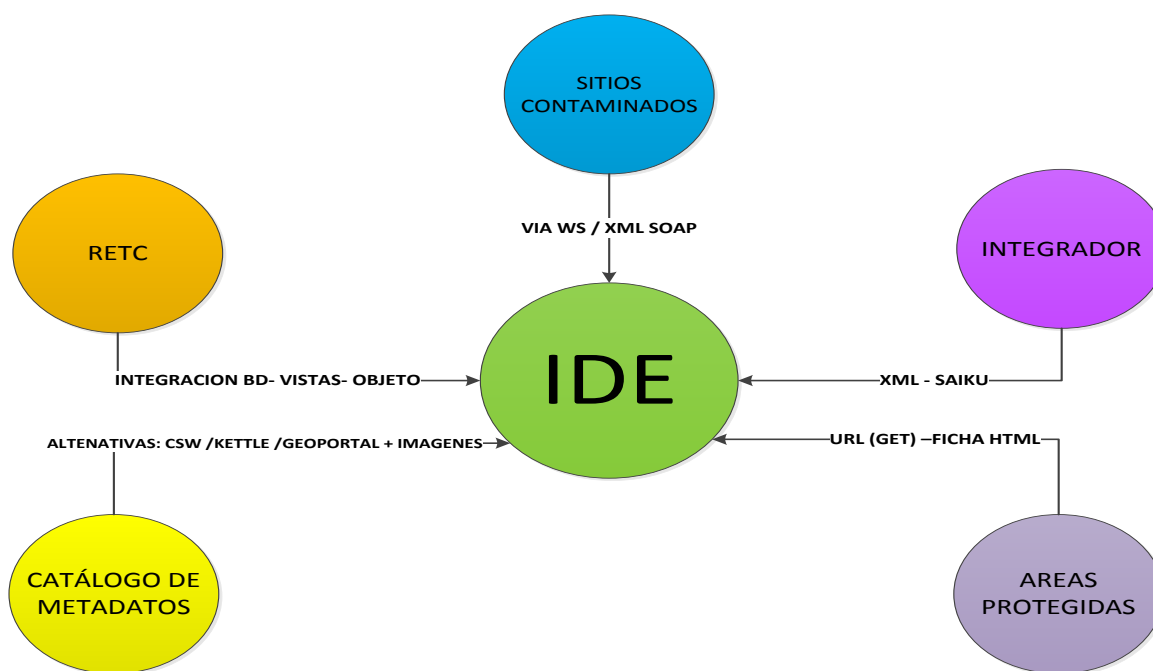 SITIOS
CONTAMINADOS
RETC
INTEGRADOR
VIA WS / XML SOAP
IDE
INTEGRACION BD- VISTAS- OBJETO
XML - SAIKU
ALTENATIVAS: CSW /KETTLE /GEOPORTAL + IMAGENES
URL (GET) –FICHA HTML
CATÁLOGO DE
METADATOS
AREAS
PROTEGIDAS